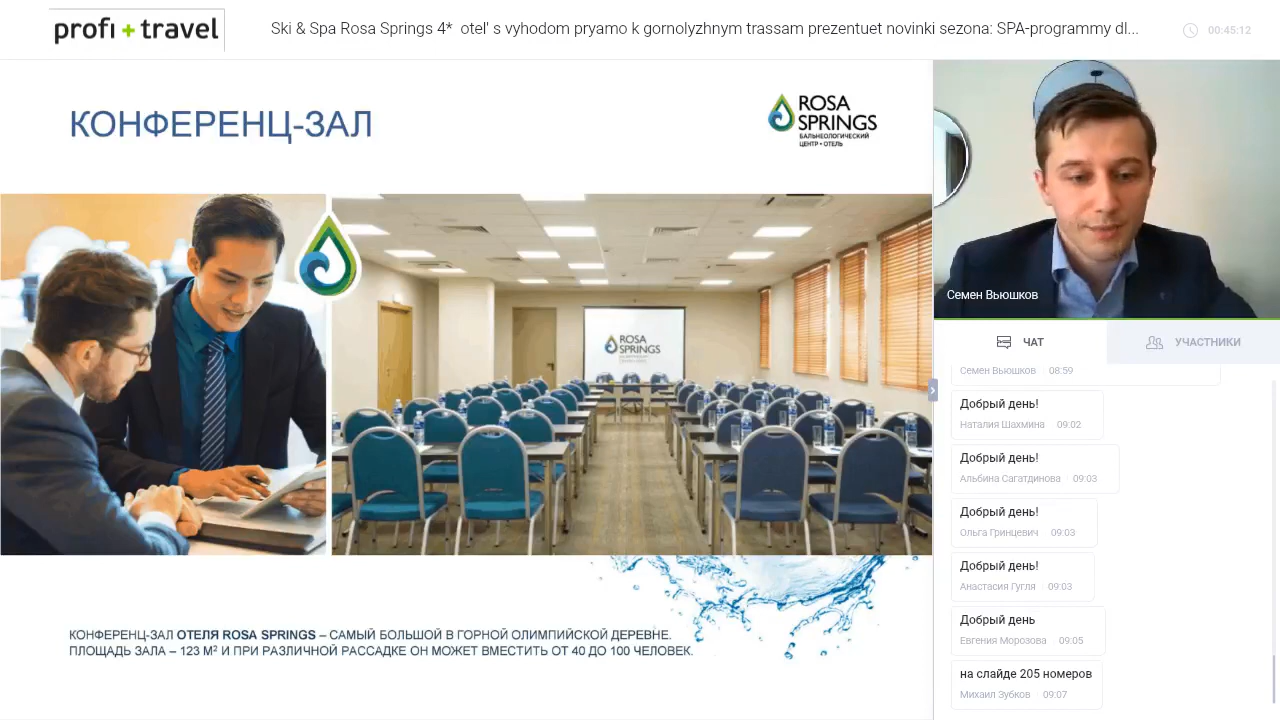 profi + travel
Ski & Spa Rosa Springs 4*  otel' s vyhodom pryamo k gornolyzhnym trassam prezentuet novinki sezona: SPA-programmy dl...
00:45:12
КОНФЕРЕНЦ-ЗАЛ
ROSA
SPRINGS
БАЛЬНЕОЛОГИЧЕСКИЙ
ЦЕНТР • ОТЕЛЬ
ROSA
SPRINGS
КОНФЕРЕНЦ-ЗАЛ ОТЕЛЯ ROSA SPRINGS – САМЫЙ БОЛЬШОЙ В ГОРНОЙ ОЛИМПИЙСКОЙ ДЕРЕВНЕ.
ПЛОЩАДЬ ЗАЛА – 123 М² И ПРИ РАЗЛИЧНОЙ РАССАДКЕ ОН МОЖЕТ ВМЕСТИТЬ ОТ 40 ДО 100 ЧЕЛОВЕК.
Семен Вьюшков
ЧАТ
УЧАСТНИКИ
Семен Вьюшков 08:59
Добрый день!
Наталия Шахмина 09:02
Добрый день!
Альбина Сагатдинова 09:03
Добрый день!
Ольга Гринцевич 09:03
Добрый день!
Анастасия Гугля 09:03
Добрый день
Евгения Морозова 09:05
на слайде 205 номеров
Михаил Зубков 09:07